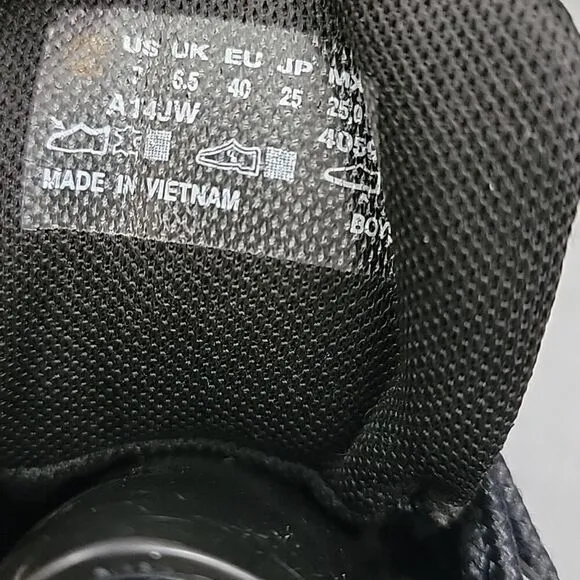 US UK EU JP MX
7 6.5 40 25 25.0
A14JW
MADE IN VIETNAM